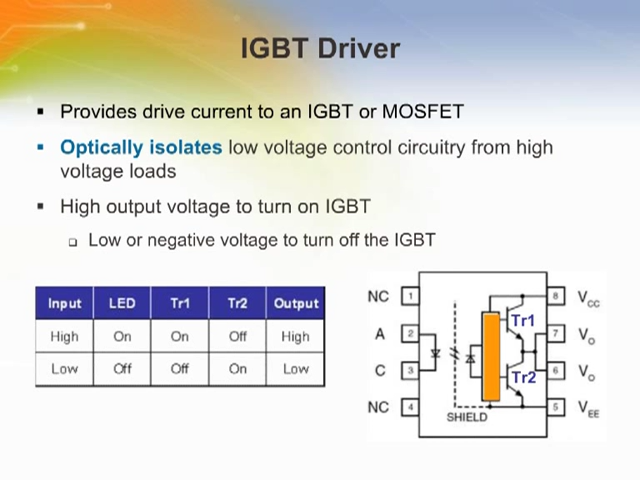 IGBT Driver
Provides drive current to an IGBT or MOSFET
Optically isolates low voltage control circuitry from high
voltage loads
High output voltage to turn on IGBT
Low or negative voltage to turn off the IGBT
Input LED Tr1 Tr2 Output
High On On Off High
Low Off Off On Low
NC 1 8 VCC
Tr1
A 2 7 VO
C 3 6 VO
Tr2
NC 4 5 VEE
SHIELD